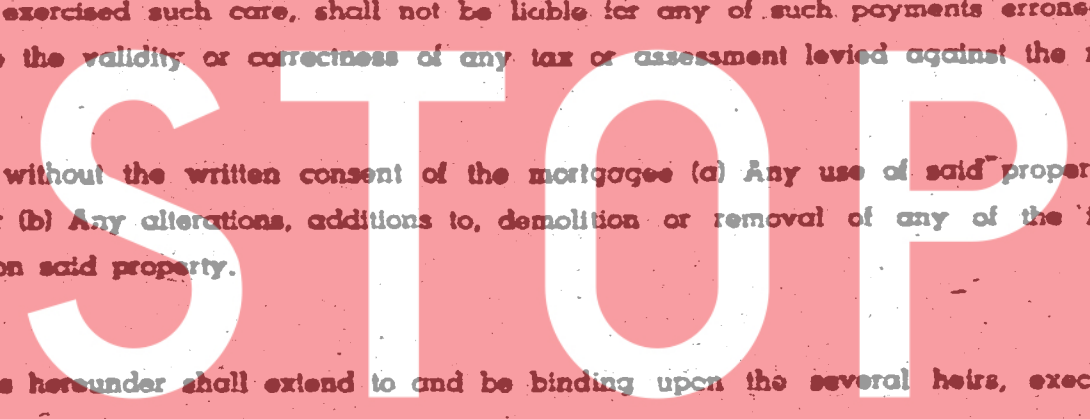 exercised such care, shall not be liable for any of such payments
the validity or correctness of any tax or assessment levied against the
STOP
without the written consent of the mortgagee (a) Any use of said
(b) Any alterations, additions to, demolition or removal of any of the
on said property.
hereunder shall extend to and be binding upon the several heirs,